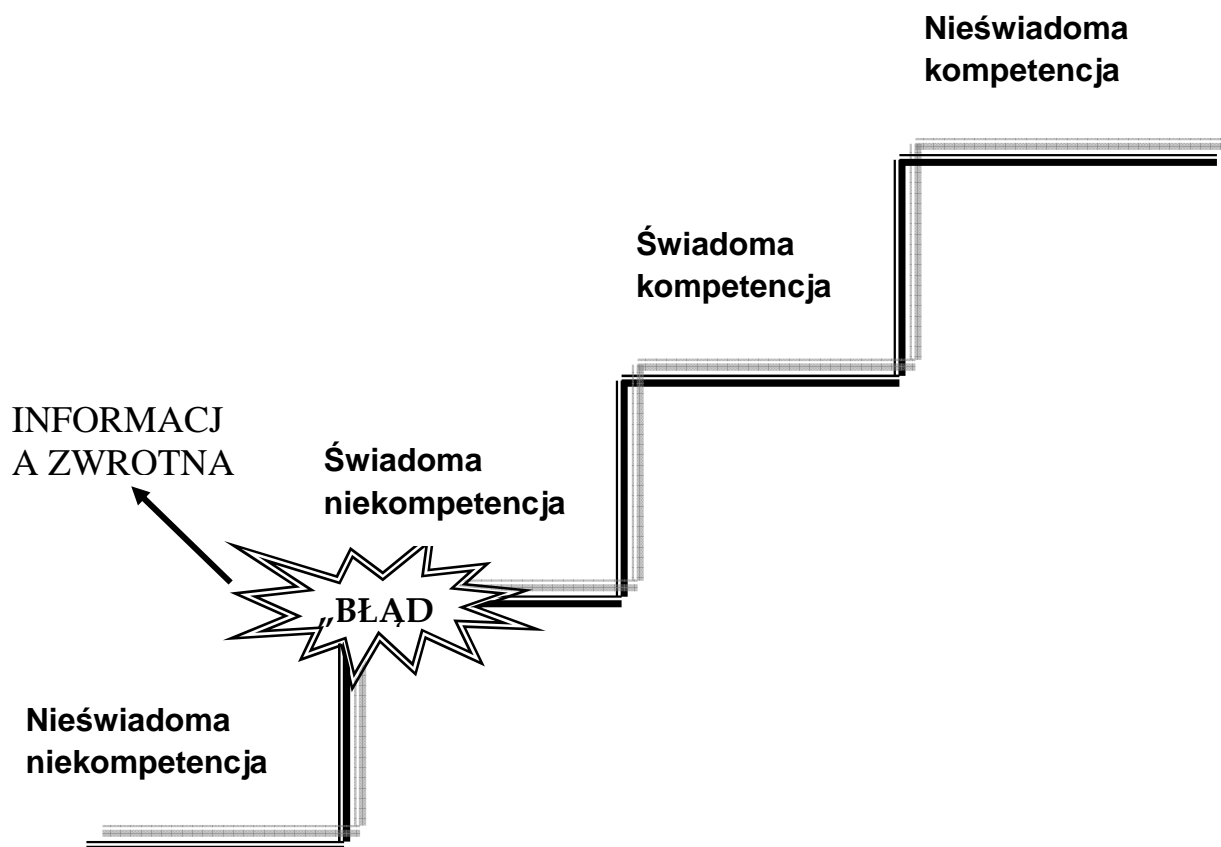 Nieświadoma
kompetencja
Świadoma
kompetencja
INFORMACJ
A ZWROTNA
Świadoma
niekompetencja
„BŁĄD
Nieświadoma
niekompetencja